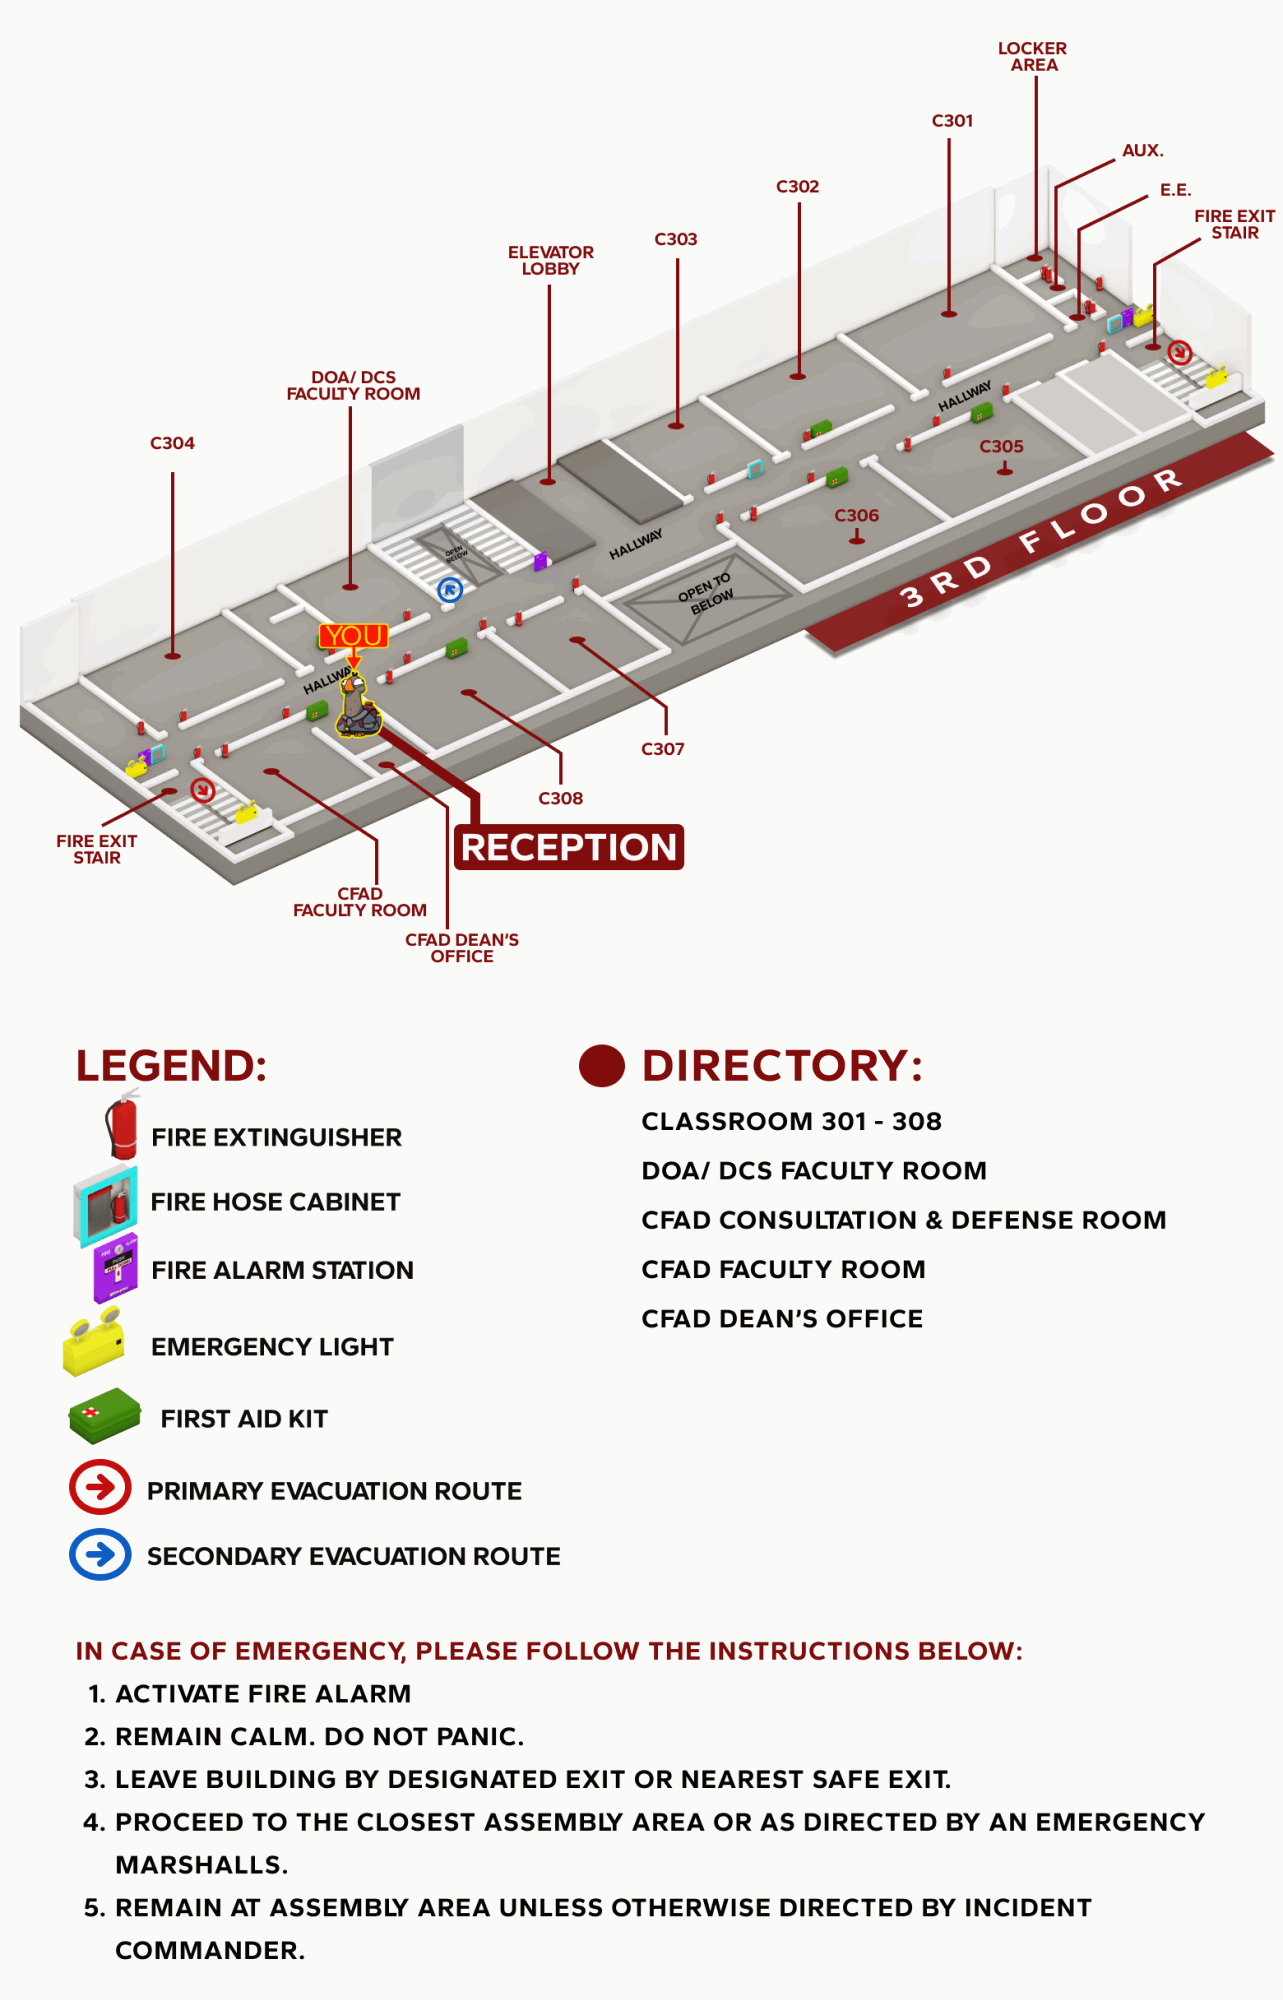 LOCKER
AREA
C301
AUX.
C302
E.E.
FIRE EXIT
STAIR
C303
ELEVATOR
LOBBY
DOA/ DCS
FACULTY ROOM
HALLWAY
C304
C305
3RD FLOOR
C306
OPEN
BELOW
HALLWAY
OPEN TO
BELOW
YOU
HALLWAY
C307
C308
FIRE EXIT
STAIR
RECEPTION
CFAD
FACULTY ROOM
CFAD DEAN'S
OFFICE
LEGEND:
FIRE EXTINGUISHER
FIRE HOSE CABINET
FIRE ALARM STATION
EMERGENCY LIGHT
FIRST AID KIT
PRIMARY EVACUATION ROUTE
SECONDARY EVACUATION ROUTE
DIRECTORY:
CLASSROOM 301 - 308
DOA/ DCS FACULTY ROOM
CFAD CONSULTATION & DEFENSE ROOM
CFAD FACULTY ROOM
CFAD DEAN'S OFFICE
IN CASE OF EMERGENCY, PLEASE FOLLOW THE INSTRUCTIONS BELOW:
1. ACTIVATE FIRE ALARM
2. REMAIN CALM. DO NOT PANIC.
3. LEAVE BUILDING BY DESIGNATED EXIT OR NEAREST SAFE EXIT.
4. PROCEED TO THE CLOSEST ASSEMBLY AREA OR AS DIRECTED BY AN EMERGENCY
MARSHALLS.
5. REMAIN AT ASSEMBLY AREA UNLESS OTHERWISE DIRECTED BY INCIDENT
COMMANDER.